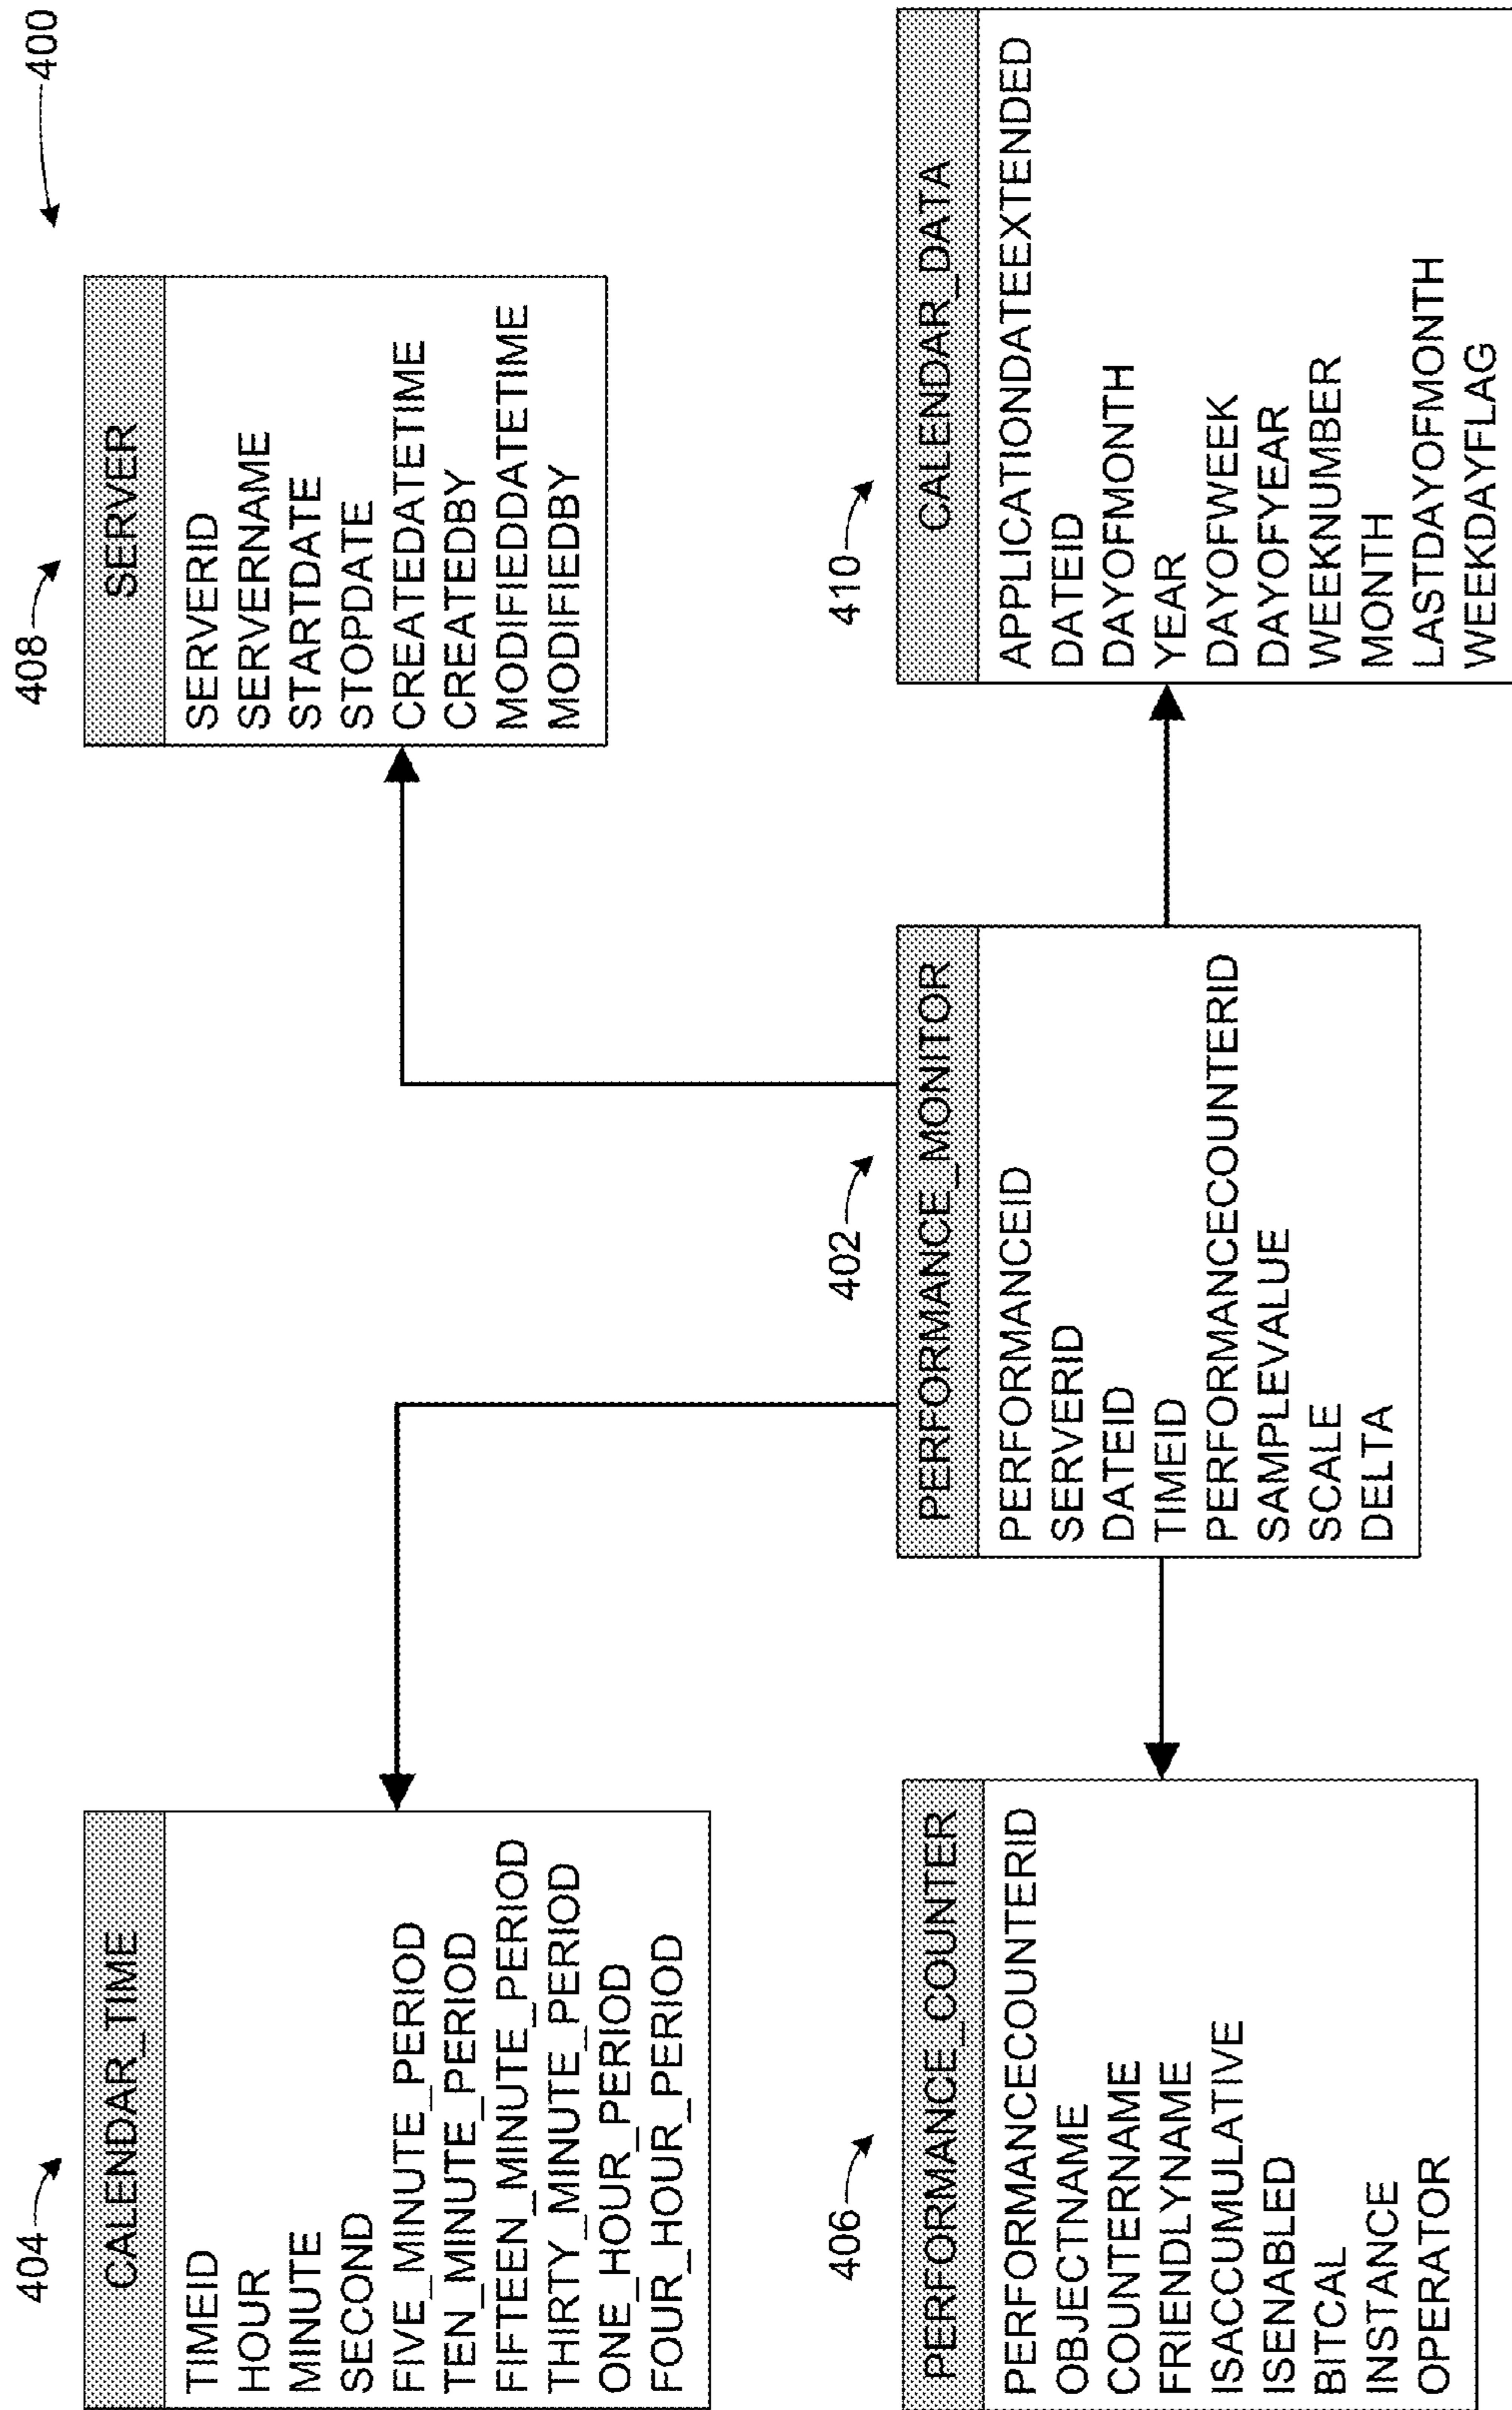 400
404
CALENDAR_TIME
TIMEID
HOUR
MINUTE
SECOND
FIVE_MINUTE_PERIOD
TEN_MINUTE_PERIOD
FIFTEEN_MINUTE_PERIOD
THIRTY_MINUTE_PERIOD
ONE_HOUR_PERIOD
FOUR_HOUR_PERIOD
408
SERVER
SERVERID
SERVERNAME
STARTDATE
STOPDATE
CREATEDATETIME
CREATEDBY
MODIFIEDDATETIME
MODIFIEDBY
406
PERFORMANCE_COUNTER
PERFORMANCECOUNTERID
OBJECTNAME
COUNTERNAME
FRIENDLYNAME
ISACCUMULATIVE
ISENABLED
BITCAL
INSTANCE
OPERATOR
402
PERFORMANCE_MONITOR
PERFORMANCEID
SERVERID
DATEID
TIMEID
PERFORMANCECOUNTERID
SAMPLEVALUE
SCALE
DELTA
410
CALENDAR_DATA
APPLICATIONDATEEXTENDED
DATEID
DAYOFMONTH
YEAR
DAYOFWEEK
DAYOFYEAR
WEEKNUMBER
MONTH
LASTDAYOFMONTH
WEEKDAYFLAG